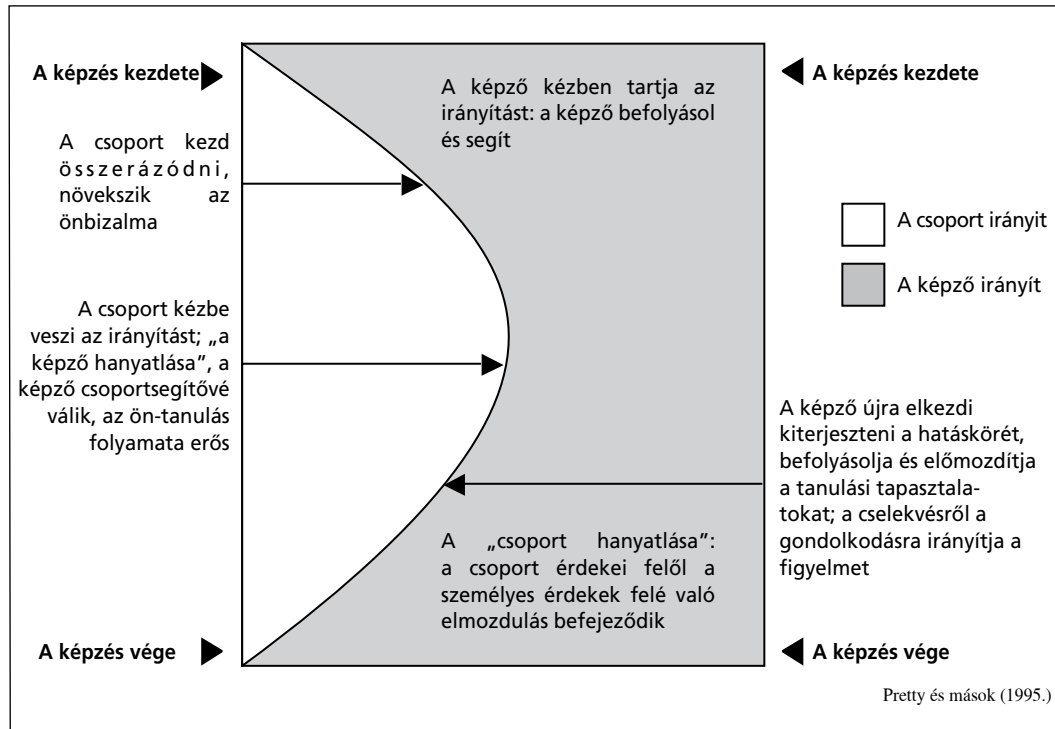 A képzés kezdete
A csoport kezd
összerázódni,
növekszik az
önbizalma
A csoport kézbe
veszi az irányítást; „a
képző hanyatlása”, a
képző csoportsegítővé
válik, az ön-tanulás
folyamata erős
A képzés vége
A képző kézben tartja az
irányítást: a képző befolyásol
és segít
A „csoport hanyatlása”:
a csoport érdekei felől a
személyes érdekek felé való
elmozdulás befejeződik
A képzés kezdete
A csoport irányit
A képző irányít
A képző újra elkezdi
kiterjeszteni a hatáskörét,
befolyásolja és előmozdítja
a tanulási tapasztala-
tokat; a cselekvésről a
gondolkodásra irányítja a
figyelmet
A képzés vége
Pretty és mások (1995.)